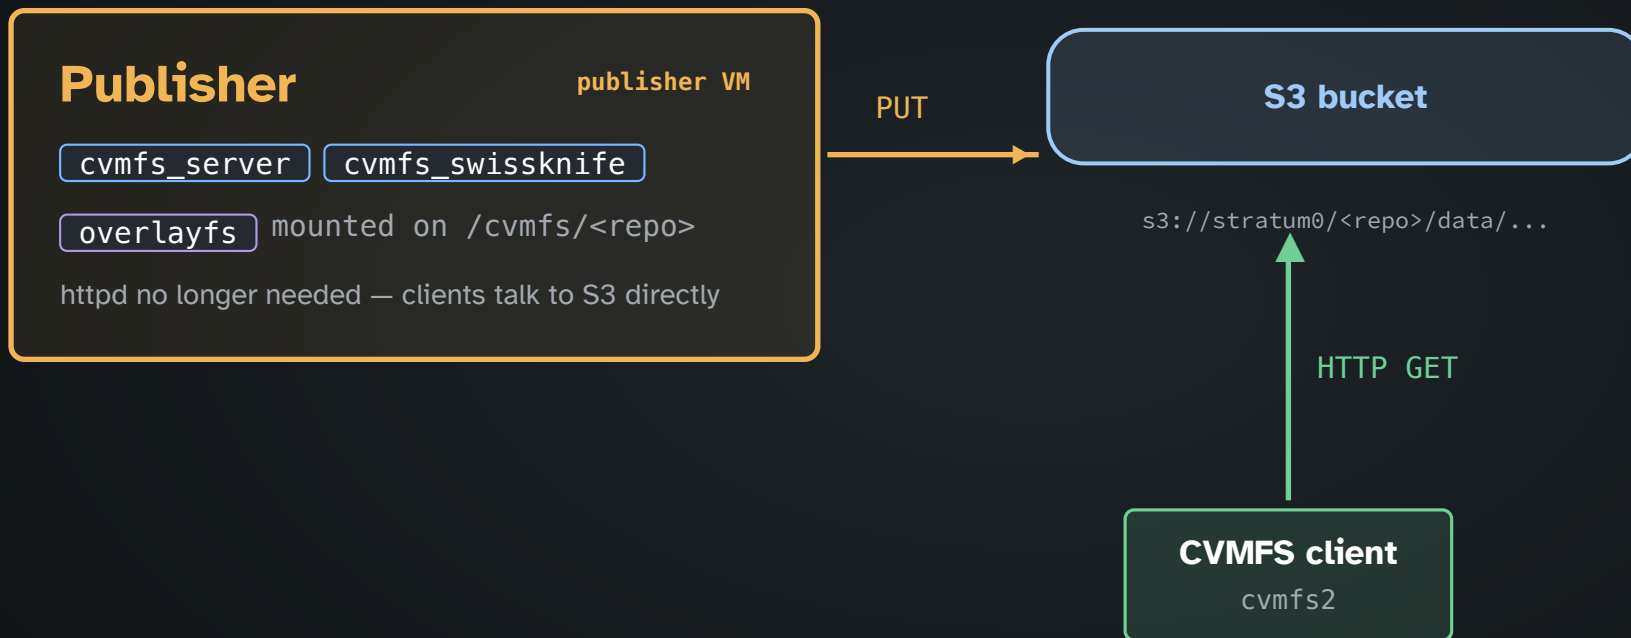 Publisher
publisher VM
cvmfs_server cvmfs_swissknife
overlayfs mounted on /cvmfs/<repo>
httpd no longer needed — clients talk to S3 directly
PUT
S3 bucket
s3://stratum0/<repo>/data/...
HTTP GET
CVMFS client
cvmfs2